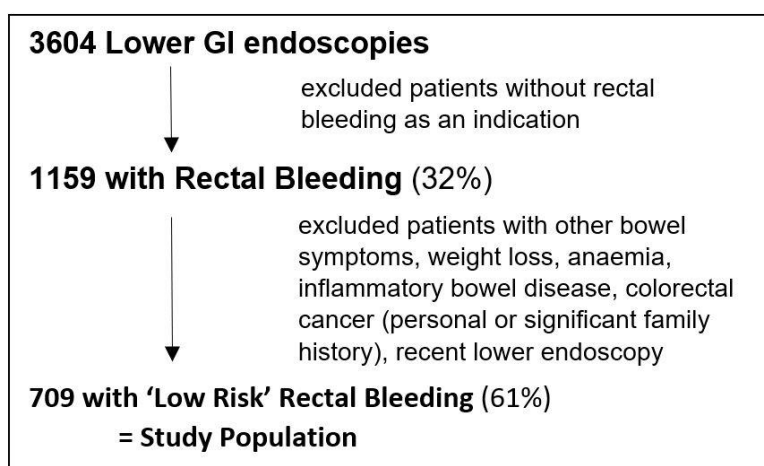 3604 Lower GI endoscopies
excluded patients without rectal
bleeding as an indication
1159 with Rectal Bleeding (32%)
excluded patients with other bowel
symptoms, weight loss, anaemia,
inflammatory bowel disease, colorectal
cancer (personal or significant family
history), recent lower endoscopy
709 with ‘Low Risk’ Rectal Bleeding (61%)
= Study Population